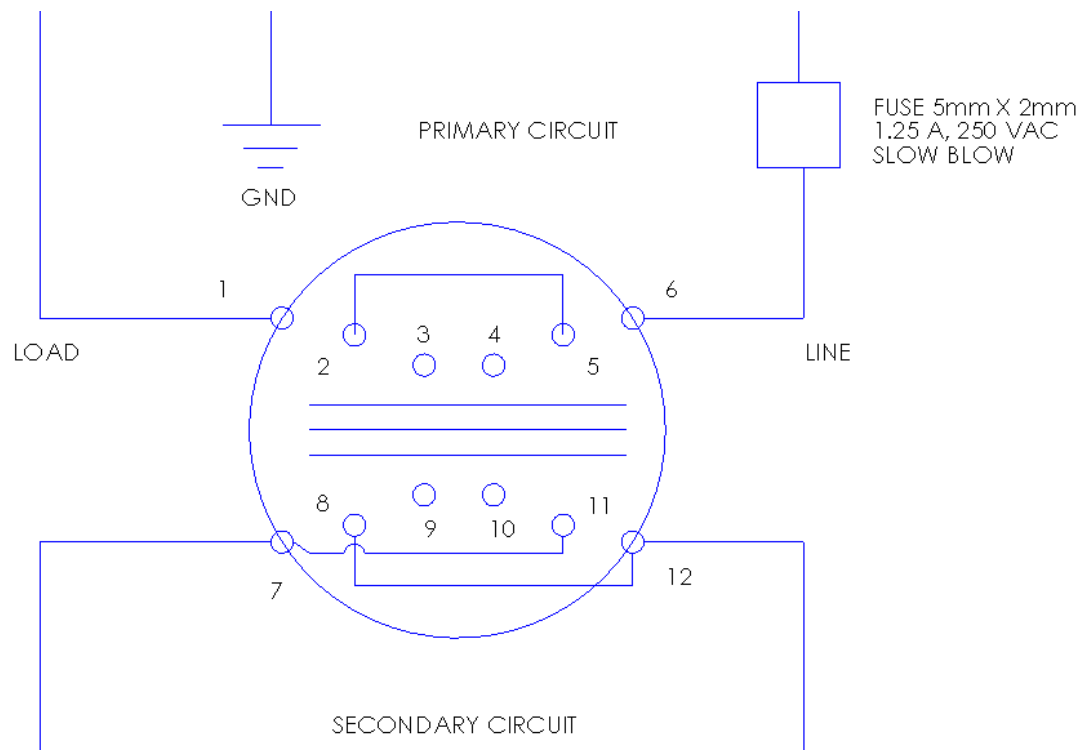 FUSE 5mm X 2mm
1.25 A, 250 VAC
SLOW BLOW
PRIMARY CIRCUIT
GND
1
6
2
3
4
5
LOAD
LINE
8
9
10
11
7
12
SECONDARY CIRCUIT